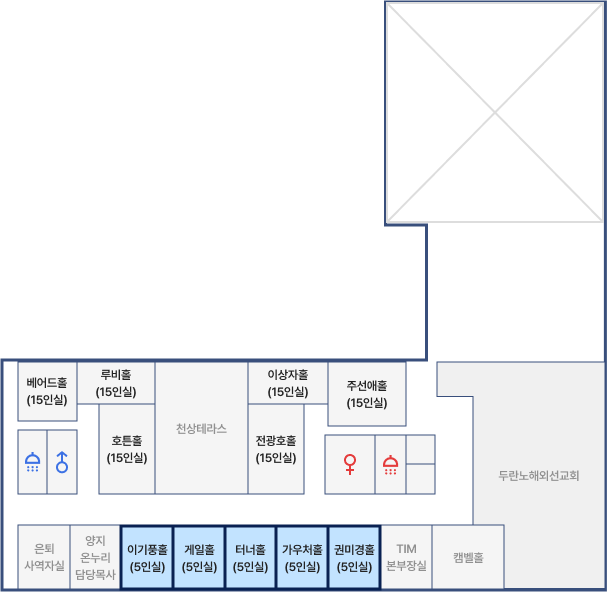 베어드홀
(15인실)
루비홀
(15인실)
이상자홀
(15인실)
주선애홀
(15인실)
호튼홀
(15인실)
천상테라스
전광호홀
(15인실)
두란노해외선교회
은퇴
사역자실
양지
온누리
담당목사
이기풍홀
(5인실)
게일홀
(5인실)
터너홀
(5인실)
가우처홀
(5인실)
권미경홀
(5인실)
TIM
본부장실
캠벨홀